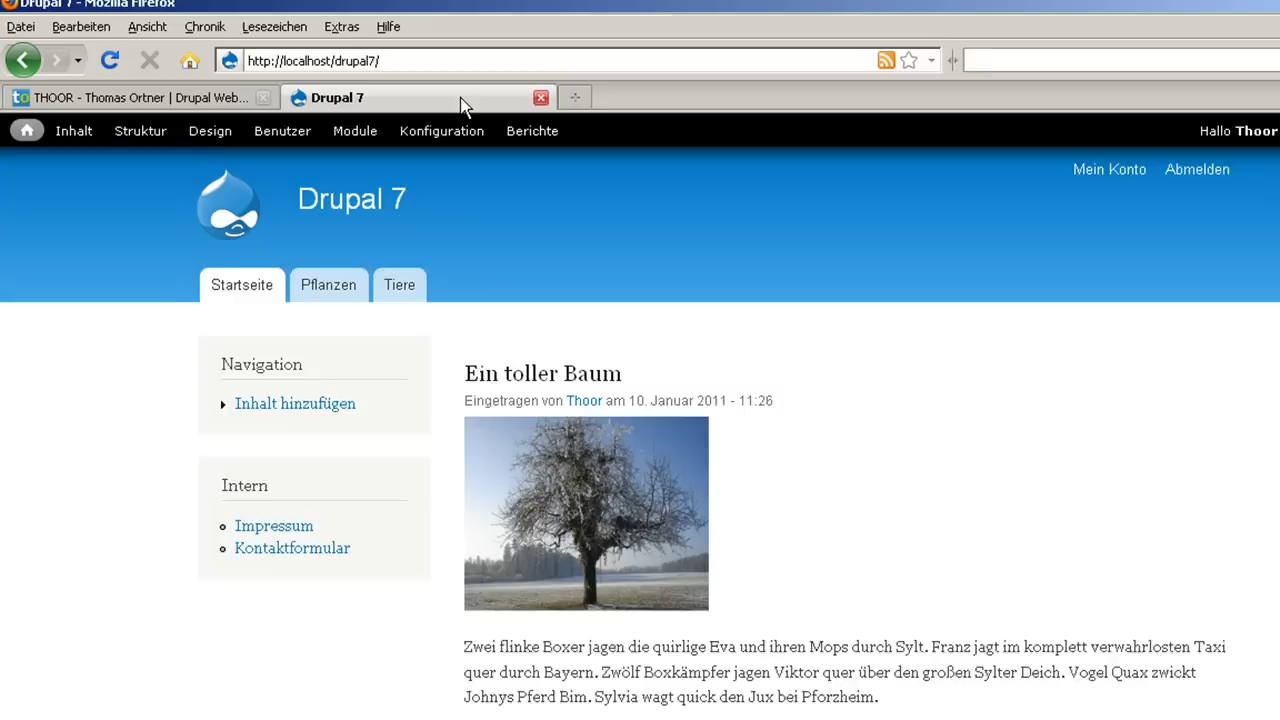 Drupal 7 - Mozilla Firefox
Datei Bearbeiten Ansicht Chronik Lesezeichen Extras Hilfe
http://localhost/drupal7/
to THOOR - Thomas Ortner | Drupal Web... Drupal 7
Inhalt Struktur Design Benutzer Module Konfiguration Berichte Hallo Thoor
Mein Konto Abmelden
Drupal 7
Startseite Pflanzen Tiere
Navigation
Inhalt hinzufügen
Intern
Impressum
Kontaktformular
Ein toller Baum
Eingetragen von Thoor am 10. Januar 2011 - 11:26
Zwei flinke Boxer jagen die quirlige Eva und ihren Mops durch Sylt. Franz jagt im komplett verwahrlosten Taxi
quer durch Bayern. Zwölf Boxkämpfer jagen Viktor quer über den großen Sylter Deich. Vogel Quax zwickt
Johnys Pferd Bim. Sylvia wagt quick den Jux bei Pforzheim.